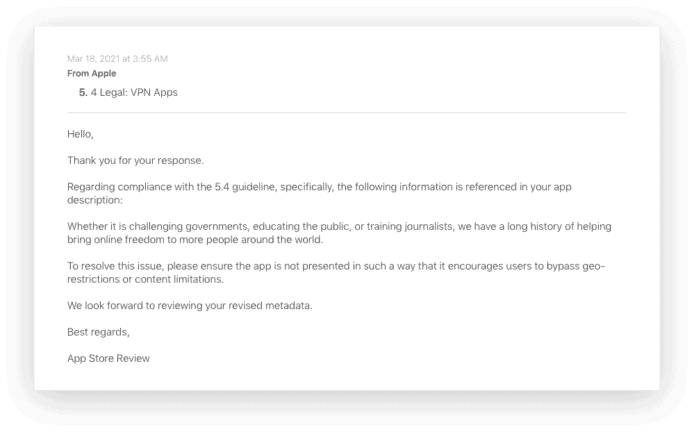 Mar 18, 2021 at 3:55 AM
From Apple
5. 4 Legal: VPN Apps
Hello,
Thank you for your response.
Regarding compliance with the 5.4 guideline, specifically, the following information is referenced in your app
description:
Whether it is challenging governments, educating the public, or training journalists, we have a long history of helping
bring online freedom to more people around the world.
To resolve this issue, please ensure the app is not presented in such a way that it encourages users to bypass geo-
restrictions or content limitations.
We look forward to reviewing your revised metadata.
Best regards,
App Store Review